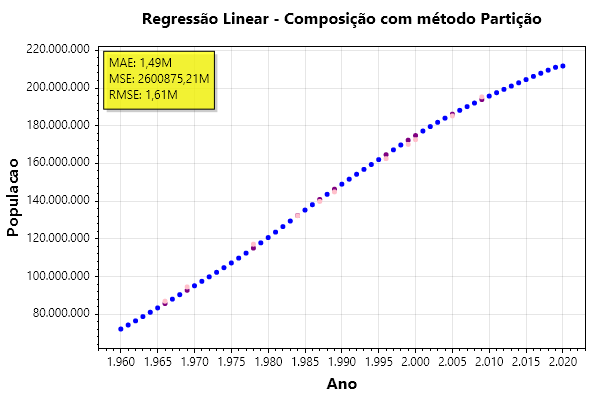 Regressão Linear - Composição com método Partição
220.000.000
200.000.000
180.000.000
160.000.000
140.000.000
120.000.000
100.000.000
80.000.000
MAE: 1,49M
MSE: 2600875,21M
RMSE: 1,61M
Populacao
1.960 1.965 1.970 1.975 1.980 1.985 1.990 1.995 2.000 2.005 2.010 2.015 2.020
Ano